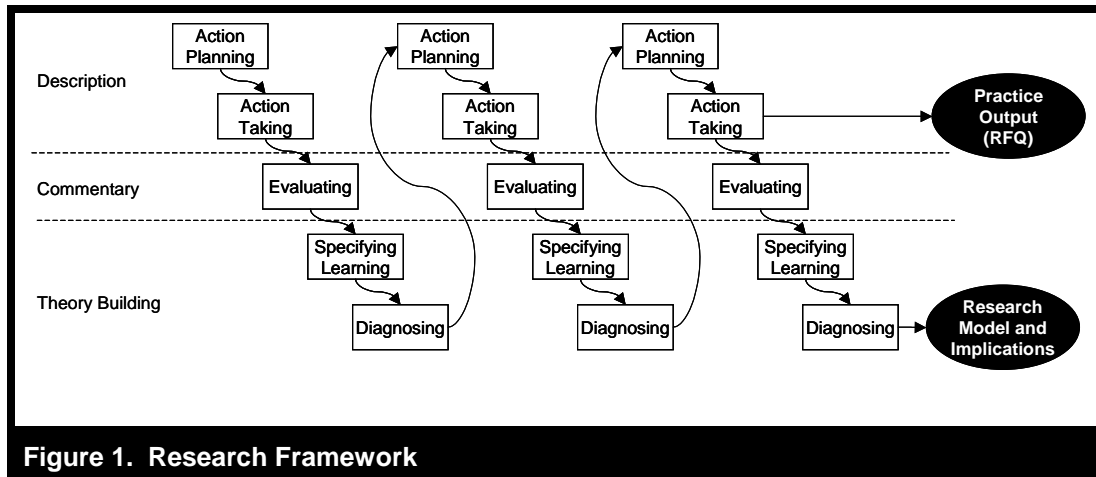 Action
Planning
Action
Planning
Action
Planning
Description
Action
Taking
Action
Taking
Action
Taking
Practice
Output
(RFQ)
Commentary
Evaluating
Evaluating
Evaluating
Specifying
Learning
Specifying
Learning
Specifying
Learning
Theory Building
Diagnosing
Diagnosing
Diagnosing
Research
Model and
Implications
Figure 1. Research Framework